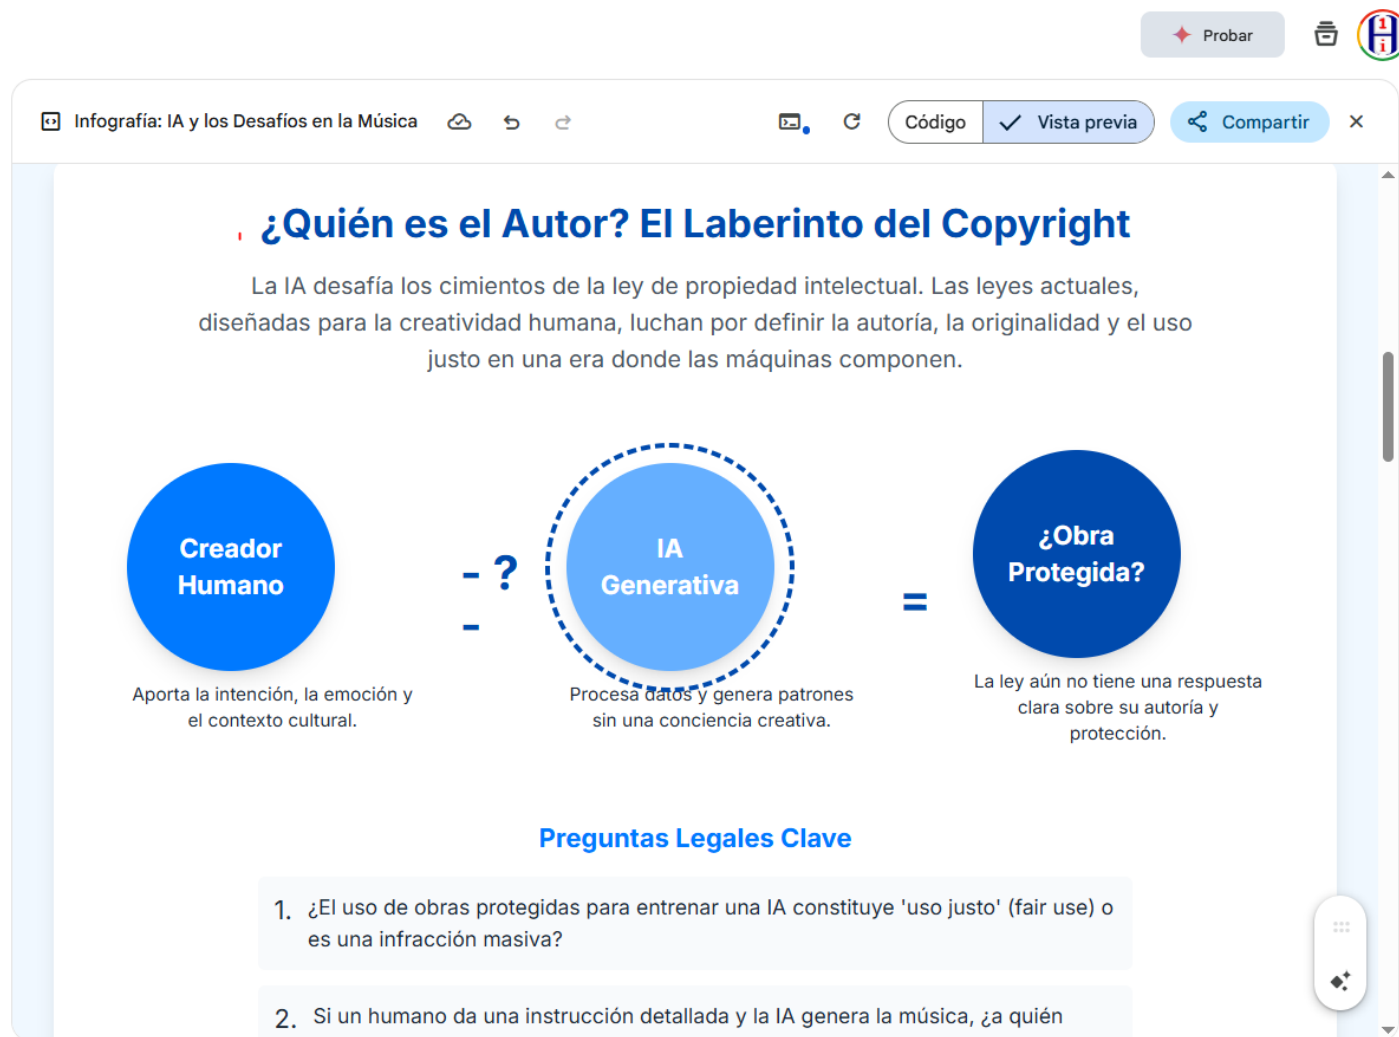 Probar
Infografía: IA y los Desafíos en la Música
Código
Vista previa
Compartir
¿Quién es el Autor? El Laberinto del Copyright
La IA desafía los cimientos de la ley de propiedad intelectual. Las leyes actuales,
diseñadas para la creatividad humana, luchan por definir la autoría, la originalidad y el uso
justo en una era donde las máquinas componen.
Creador
Humano
- ?
-
IA
Generativa
=
¿Obra
Protegida?
Aporta la intención, la emoción y
el contexto cultural.
Procesa datos y genera patrones
sin una conciencia creativa.
La ley aún no tiene una respuesta
clara sobre su autoría y
protección.
Preguntas Legales Clave
1. ¿El uso de obras protegidas para entrenar una IA constituye 'uso justo' (fair use) o
es una infracción masiva?
2. Si un humano da una instrucción detallada y la IA genera la música, ¿a quién